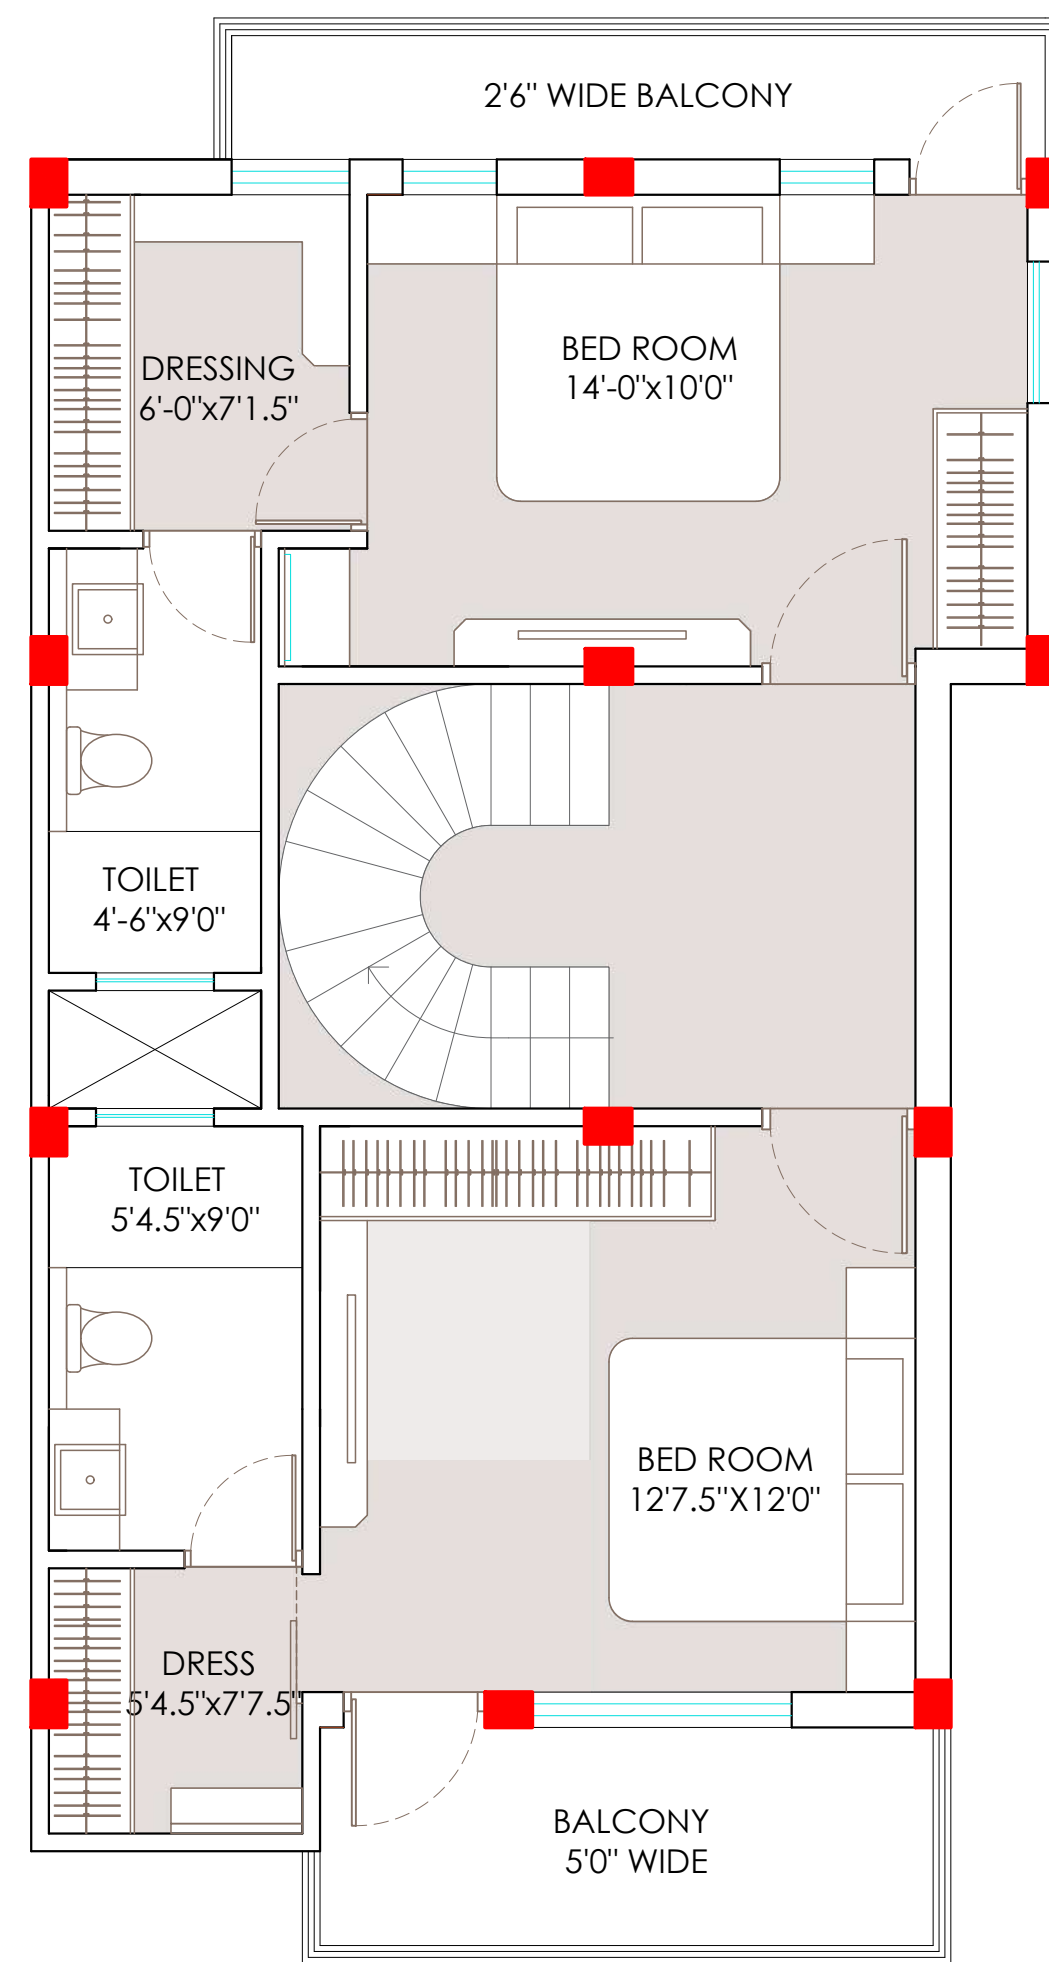 2'6" WIDE BALCONY
BED ROOM
14'-0"x10'0"
DRESSING
6'-0"x7'1.5"
TOILET
4'-6"x9'0"
TOILET
5'4.5"x9'0"
BED ROOM
12'7.5"X12'0"
DRESS
5'4.5"x7'7.5"
BALCONY
5'0" WIDE